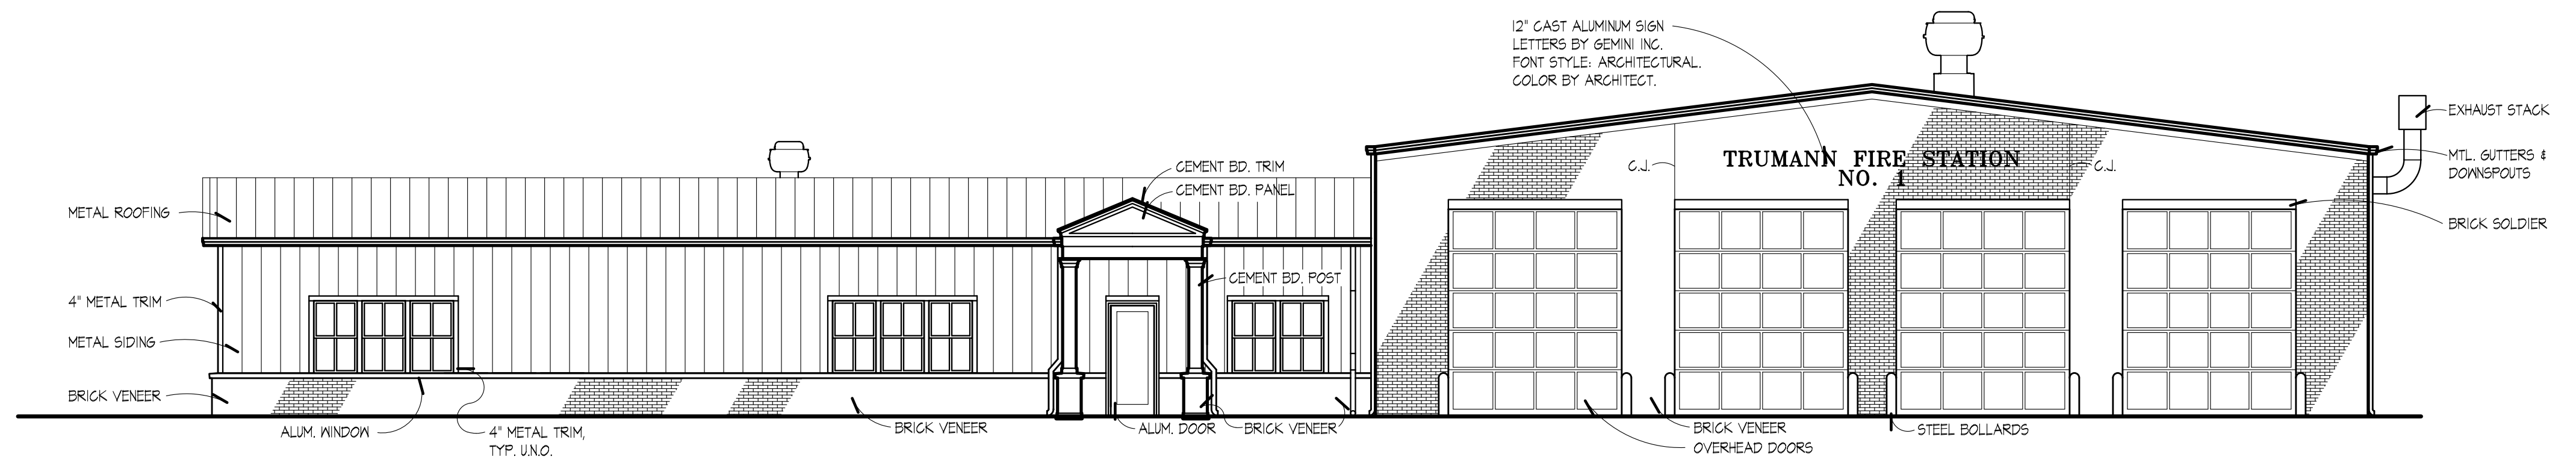 12" CAST ALUMINUM SIGN
LETTERS BY GEMINI INC.
FONT STYLE: ARCHITECTURAL.
COLOR BY ARCHITECT.
EXHAUST STACK
MTL. GUTTERS &
DOWNSPOUTS
BRICK SOLDIER
C.J.
TRUMANN FIRE STATION
NO. 1
C.J.
CEMENT BD. TRIM
CEMENT BD. PANEL
METAL ROOFING
CEMENT BD. POST
4" METAL TRIM
METAL SIDING
BRICK VENEER
ALUM. WINDOW
4" METAL TRIM,
TYP. U.N.O.
BRICK VENEER
ALUM. DOOR
BRICK VENEER
BRICK VENEER
OVERHEAD DOORS
STEEL BOLLARDS